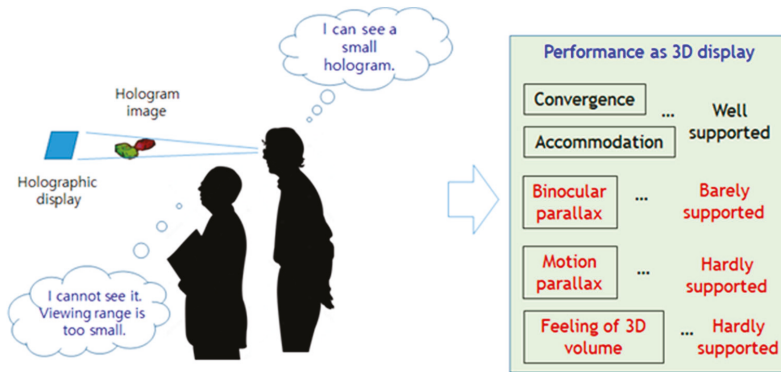 I can see a
small
hologram.
Hologram
image
Holographic
display
I cannot see it.
Viewing range is
too small.
Performance as 3D display
Convergence
Accommodation
... Well
supported
Binocular
parallax
... Barely
supported
Motion
parallax
... Hardly
supported
Feeling of 3D
volume
... Hardly
supported